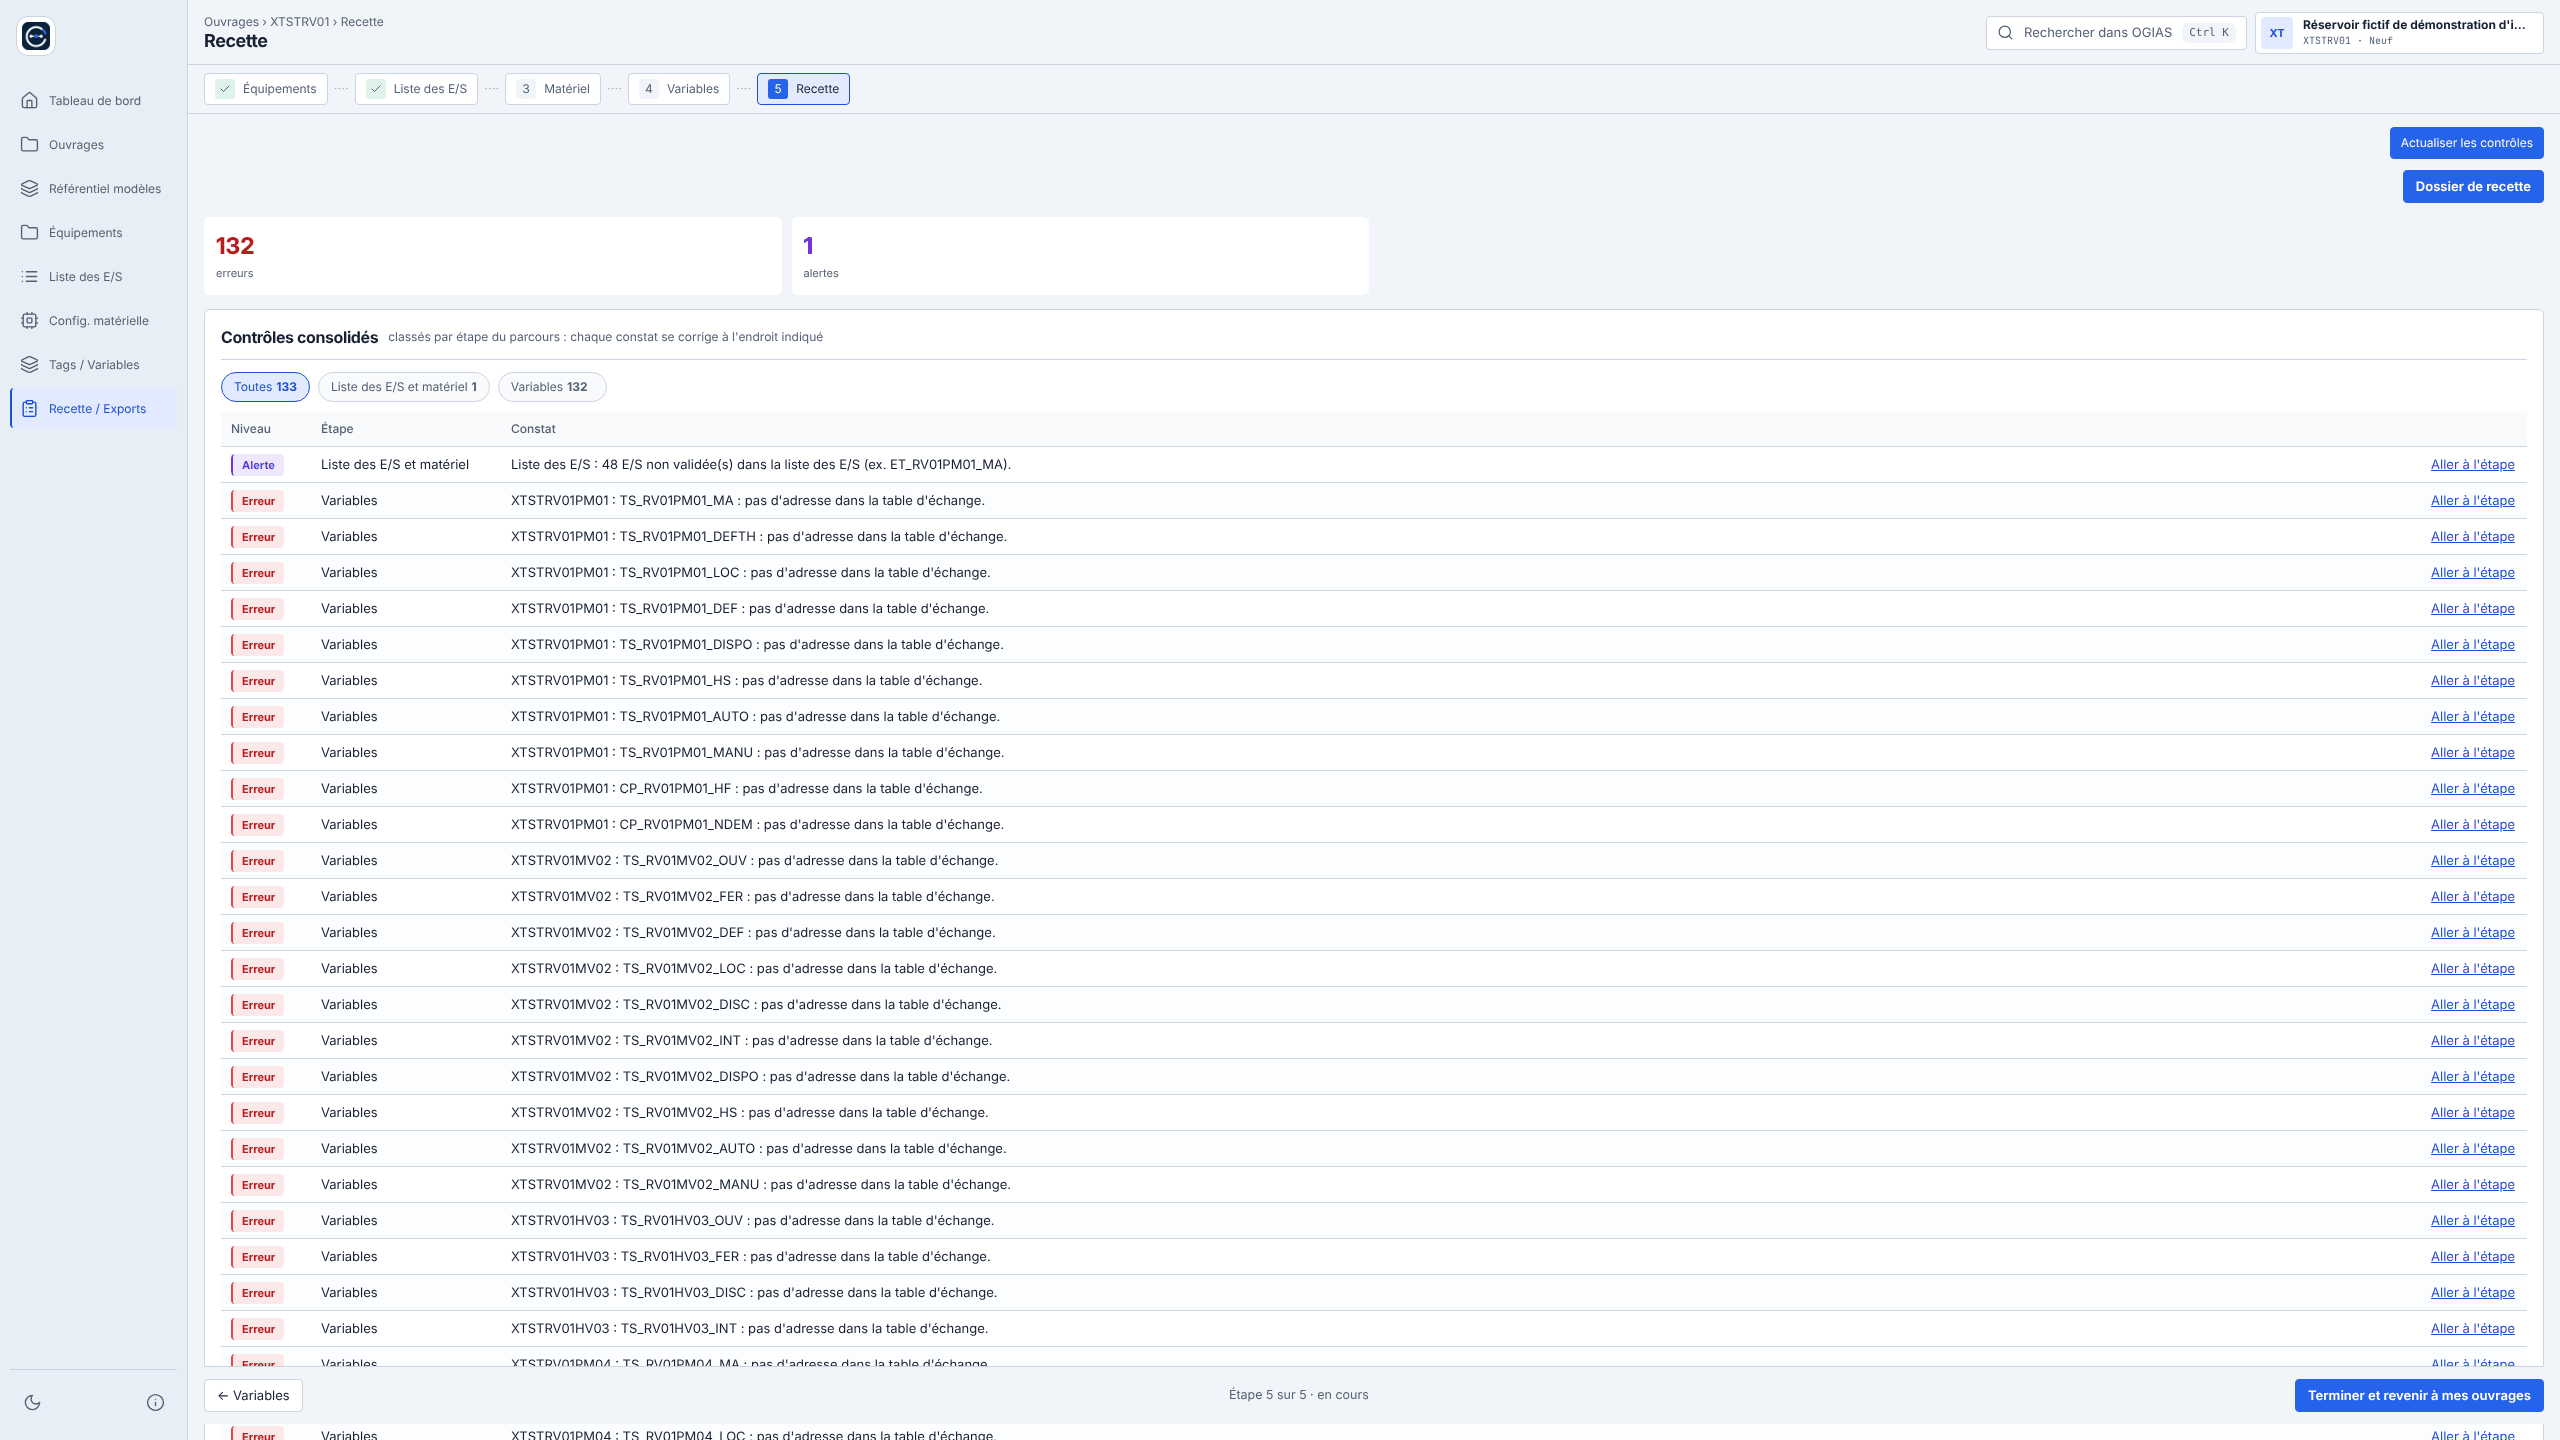 Ouvrages › XTSTRV01 › Recette
Recette
Rechercher dans OGIAS Ctrl K
XT
Réservoir fictif de démonstration d'i...
XTSTRV01 · Neuf
Tableau de bord
Ouvrages
Référentiel modèles
Équipements
Liste des E/S
Config. matérielle
Tags / Variables
Recette / Exports
Équipements
Liste des E/S
3 Matériel
4 Variables
5 Recette
Actualiser les contrôles
Dossier de recette
132
erreurs
1
alertes
Contrôles consolidés classés par étape du parcours : chaque constat se corrige à l'endroit indiqué
Toutes 133
Liste des E/S et matériel 1
Variables 132
Niveau Étape Constat
Alerte Liste des E/S et matériel Liste des E/S : 48 E/S non validée(s) dans la liste des E/S (ex. ET_RV01PM01_MA). Aller à l'étape
Erreur Variables XTSTRV01PM01 : TS_RV01PM01_MA : pas d'adresse dans la table d'échange. Aller à l'étape
Erreur Variables XTSTRV01PM01 : TS_RV01PM01_DEFTH : pas d'adresse dans la table d'échange. Aller à l'étape
Erreur Variables XTSTRV01PM01 : TS_RV01PM01_LOC : pas d'adresse dans la table d'échange. Aller à l'étape
Erreur Variables XTSTRV01PM01 : TS_RV01PM01_DEF : pas d'adresse dans la table d'échange. Aller à l'étape
Erreur Variables XTSTRV01PM01 : TS_RV01PM01_DISPO : pas d'adresse dans la table d'échange. Aller à l'étape
Erreur Variables XTSTRV01PM01 : TS_RV01PM01_HS : pas d'adresse dans la table d'échange. Aller à l'étape
Erreur Variables XTSTRV01PM01 : TS_RV01PM01_AUTO : pas d'adresse dans la table d'échange. Aller à l'étape
Erreur Variables XTSTRV01PM01 : TS_RV01PM01_MANU : pas d'adresse dans la table d'échange. Aller à l'étape
Erreur Variables XTSTRV01PM01 : CP_RV01PM01_HF : pas d'adresse dans la table d'échange. Aller à l'étape
Erreur Variables XTSTRV01PM01 : CP_RV01PM01_NDEM : pas d'adresse dans la table d'échange. Aller à l'étape
Erreur Variables XTSTRV01MV02 : TS_RV01MV02_OUV : pas d'adresse dans la table d'échange. Aller à l'étape
Erreur Variables XTSTRV01MV02 : TS_RV01MV02_FER : pas d'adresse dans la table d'échange. Aller à l'étape
Erreur Variables XTSTRV01MV02 : TS_RV01MV02_DEF : pas d'adresse dans la table d'échange. Aller à l'étape
Erreur Variables XTSTRV01MV02 : TS_RV01MV02_LOC : pas d'adresse dans la table d'échange. Aller à l'étape
Erreur Variables XTSTRV01MV02 : TS_RV01MV02_DISC : pas d'adresse dans la table d'échange. Aller à l'étape
Erreur Variables XTSTRV01MV02 : TS_RV01MV02_INT : pas d'adresse dans la table d'échange. Aller à l'étape
Erreur Variables XTSTRV01MV02 : TS_RV01MV02_DISPO : pas d'adresse dans la table d'échange. Aller à l'étape
Erreur Variables XTSTRV01MV02 : TS_RV01MV02_HS : pas d'adresse dans la table d'échange. Aller à l'étape
Erreur Variables XTSTRV01MV02 : TS_RV01MV02_AUTO : pas d'adresse dans la table d'échange. Aller à l'étape
Erreur Variables XTSTRV01MV02 : TS_RV01MV02_MANU : pas d'adresse dans la table d'échange. Aller à l'étape
Erreur Variables XTSTRV01HV03 : TS_RV01HV03_OUV : pas d'adresse dans la table d'échange. Aller à l'étape
Erreur Variables XTSTRV01HV03 : TS_RV01HV03_FER : pas d'adresse dans la table d'échange. Aller à l'étape
Erreur Variables XTSTRV01HV03 : TS_RV01HV03_DISC : pas d'adresse dans la table d'échange. Aller à l'étape
Erreur Variables XTSTRV01HV03 : TS_RV01HV03_INT : pas d'adresse dans la table d'échange. Aller à l'étape
Erreur Variables XTSTRV01PM04 : TS_RV01PM04_MA : pas d'adresse dans la table d'échange. Aller à l'étape
← Variables
Étape 5 sur 5 · en cours
Terminer et revenir à mes ouvrages
Erreur Variables XTSTRV01PM04 : TS_RV01PM04_LOC : pas d'adresse dans la table d'échange. Aller à l'étape